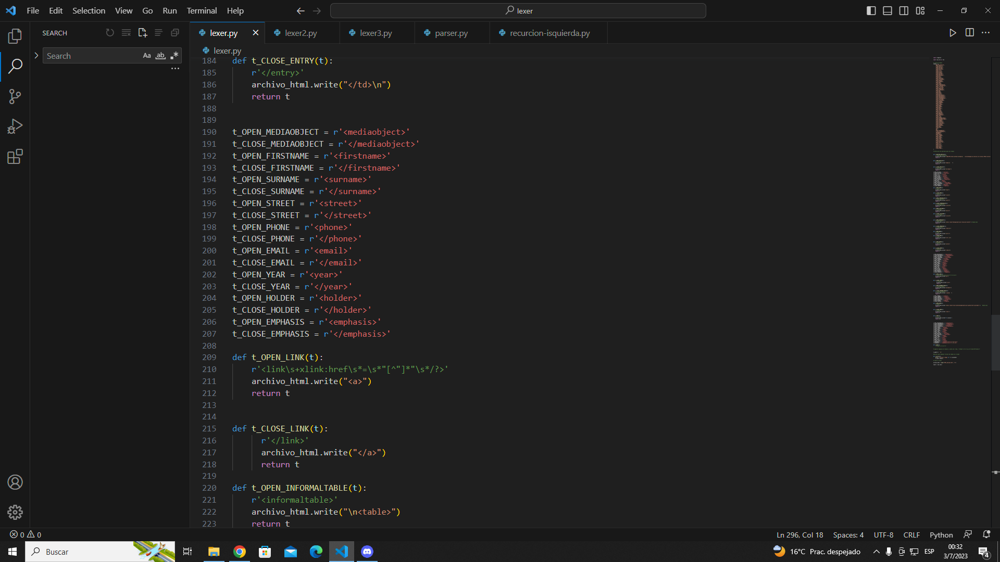 File Edit Selection View Go Run Terminal Help
lexer
SEARCH
Search
Aa ab
lexer.py
lexer2.py
lexer3.py
parser.py
recurcion-isquierda.py
lexer.py
184 def t_CLOSE_ENTRY(t):
185 r'</entry>'
186 archivo_html.write("</td>\n")
187 return t
188
189
190 t_OPEN_MEDIAOBJECT = r'<mediaobject>'
191 t_CLOSE_MEDIAOBJECT = r'</mediaobject>'
192 t_OPEN_FIRSTNAME = r'<firstname>'
193 t_CLOSE_FIRSTNAME = r'</firstname>'
194 t_OPEN_SURNAME = r'<surname>'
195 t_CLOSE_SURNAME = r'</surname>'
196 t_OPEN_STREET = r'<street>'
197 t_CLOSE_STREET = r'</street>'
198 t_OPEN_PHONE = r'<phone>'
199 t_CLOSE_PHONE = r'</phone>'
200 t_OPEN_EMAIL = r'<email>'
201 t_CLOSE_EMAIL = r'</email>'
202 t_OPEN_YEAR = r'<year>'
203 t_CLOSE_YEAR = r'</year>'
204 t_OPEN_HOLDER = r'<holder>'
205 t_CLOSE_HOLDER = r'</holder>'
206 t_OPEN_EMPHASIS = r'<emphasis>'
207 t_CLOSE_EMPHASIS = r'</emphasis>'
208
209 def t_OPEN_LINK(t):
210 r'<link\s+xlink:href\s*=\s*"[^"]*"\s*/?>'
211 archivo_html.write("<a>")
212 return t
213
214
215 def t_CLOSE_LINK(t):
216 r'</link>'
217 archivo_html.write("</a>")
218 return t
219
220 def t_OPEN_INFORMALTABLE(t):
221 r'<informaltable>'
222 archivo_html.write("\n<table>")
223 return t
0 0
Ln 296, Col 18 Spaces: 4 UTF-8 CRLF Python
Buscar
16°C Prac. despejado
ESP
00:32
3/7/2023
4